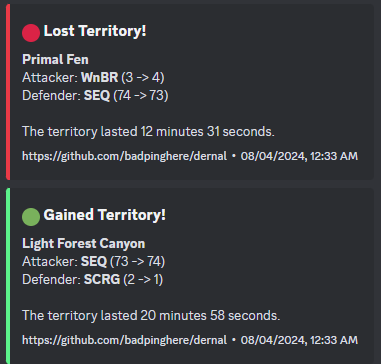 Lost Territory!
Primal Fen
Attacker: WnBR (3 -> 4)
Defender: SEQ (74 -> 73)
The territory lasted 12 minutes 31 seconds.
https://github.com/badpinghere/dernal • 08/04/2024, 12:33 AM
Gained Territory!
Light Forest Canyon
Attacker: SEQ (73 -> 74)
Defender: SCRG (2 -> 1)
The territory lasted 20 minutes 58 seconds.
https://github.com/badpinghere/dernal • 08/04/2024, 12:33 AM